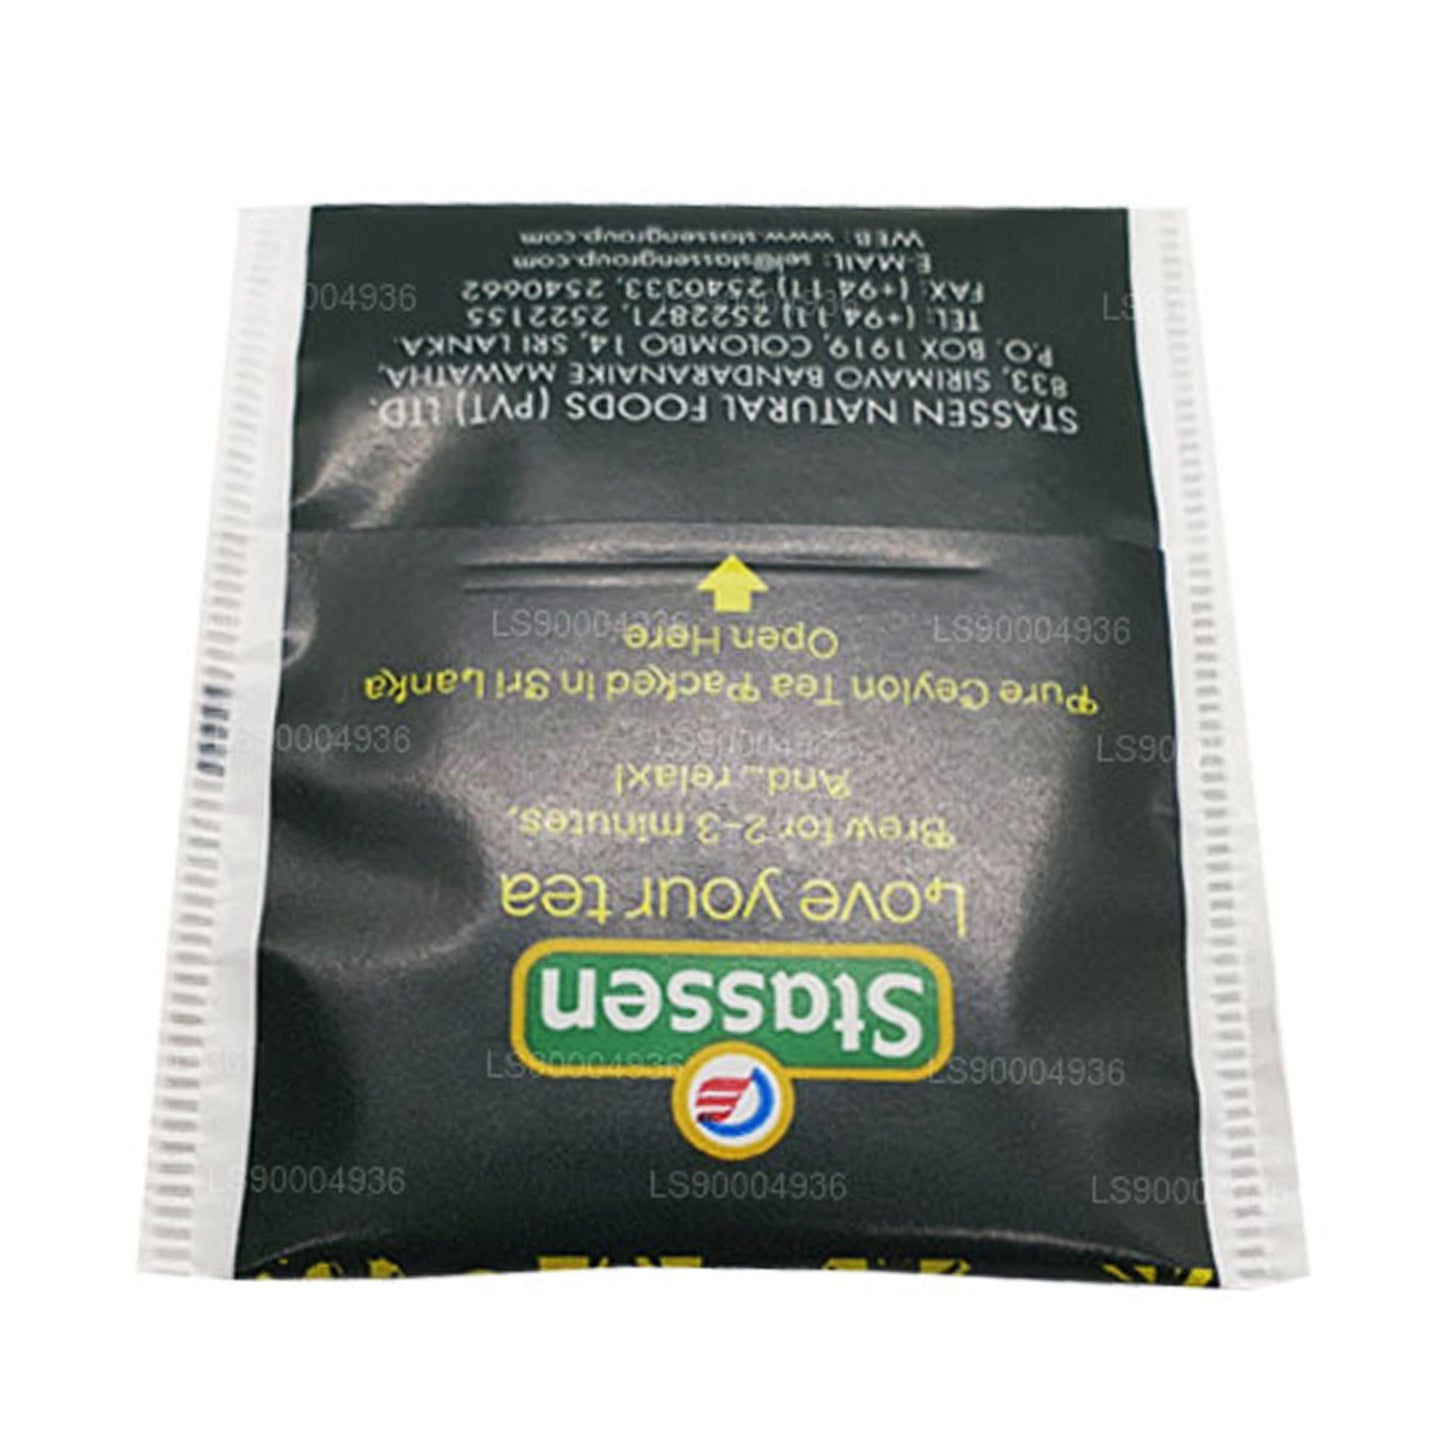 Stassen
Love your tea
Brew for 2-3 minutes.
And... relax!
Pure Ceylon Tea Packed in Sri Lanka
Open Here
STASSEN NATURAL FOODS (PVT) LTD.
833, SIRIMAVO BANDARANAIKE MAWATHA,
P.O. BOX 1919, COLOMBO 14, SRI LANKA.
TEL: (+94 11) 2522871, 2522155
FAX: (+94 11) 2540333, 2540662
E-MAIL : sel@stassengroup.com
WEB : www.stassengroup.com
LS90004936